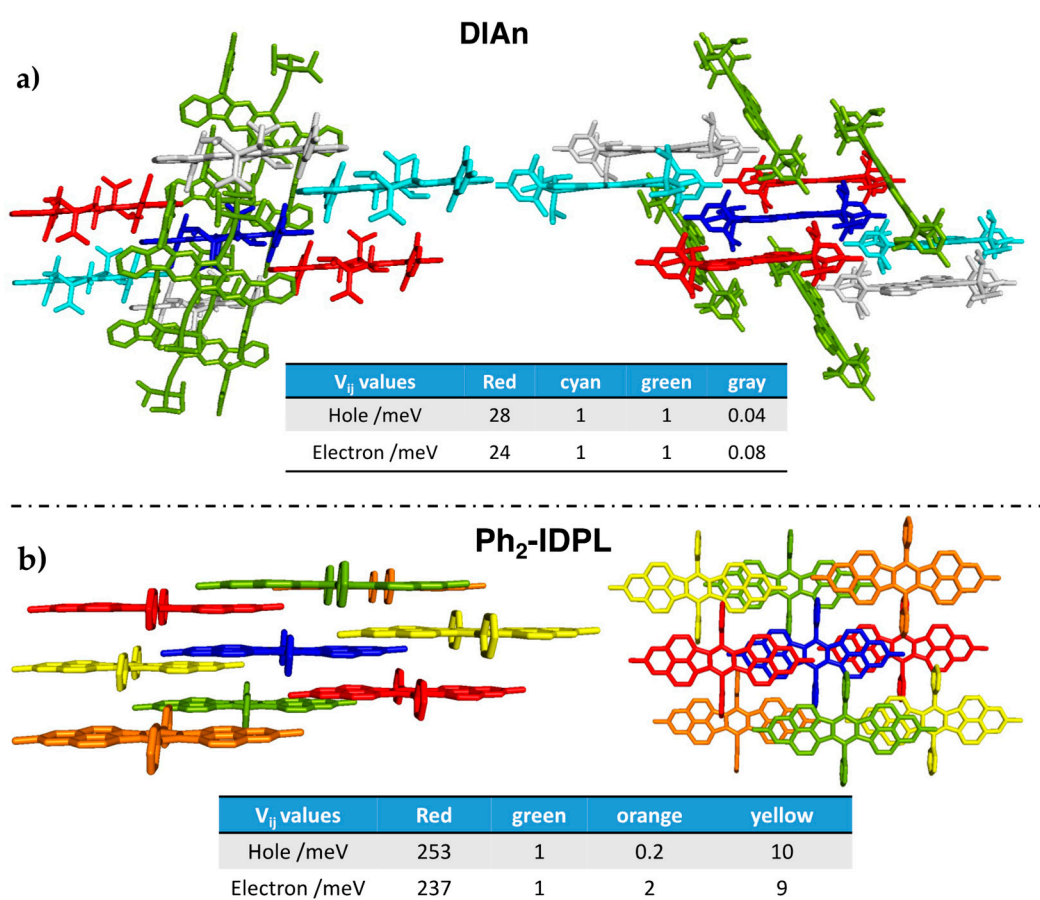 DIAn
a)
V_ij values Red cyan green gray
Hole /meV 28 1 1 0.04
Electron /meV 24 1 1 0.08
Ph₂-IDPL
b)
V_ij values Red green orange yellow
Hole /meV 253 1 0.2 10
Electron /meV 237 1 2 9